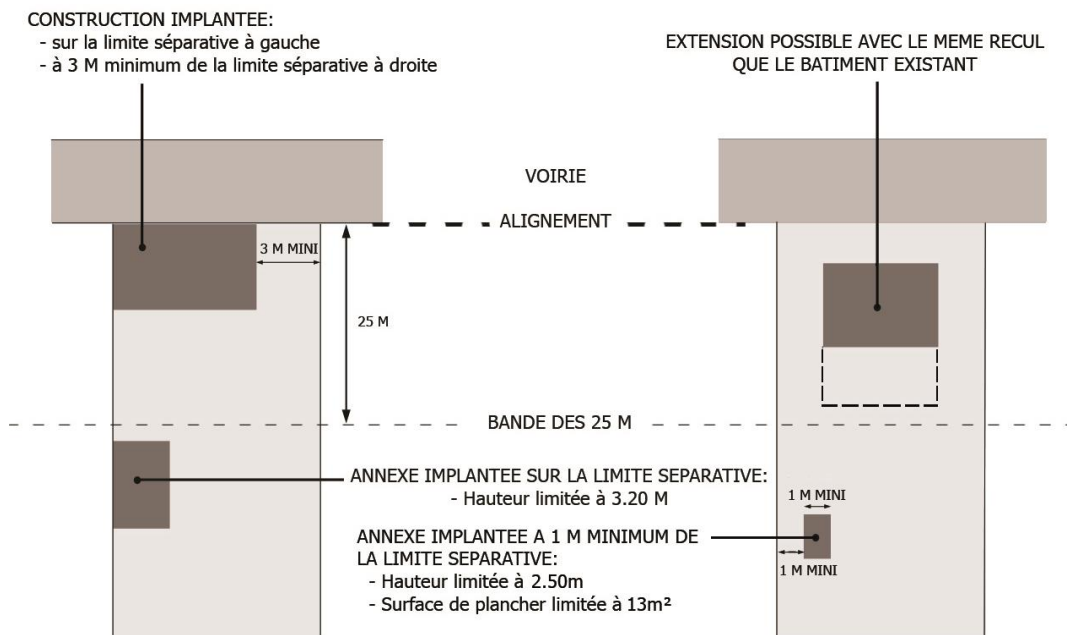 CONSTRUCTION IMPLANTEE:
- sur la limite séparative à gauche
- à 3 M minimum de la limite séparative à droite
EXTENSION POSSIBLE AVEC LE MEME RECUL
QUE LE BATIMENT EXISTANT
VOIRIE
ALIGNEMENT
3 M MINI
25 M
BANDE DES 25 M
ANNEXE IMPLANTEE SUR LA LIMITE SEPARATIVE:
- Hauteur limitée à 3.20 M
1 M MINI
ANNEXE IMPLANTEE A 1 M MINIMUM DE
LA LIMITE SEPARATIVE:
- Hauteur limitée à 2.50m
- Surface de plancher limitée à 13m²
1 M MINI